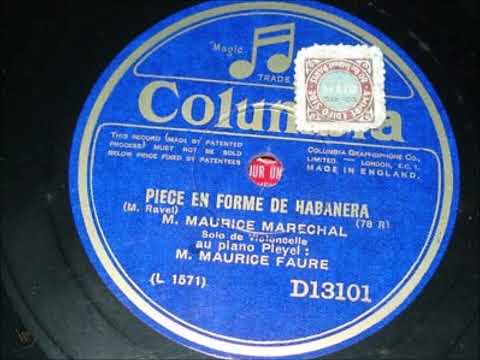 Magic
TRADE
Columbia
THIS RECORD (MADE BY PATENTED
PROCESS) MUST NOT BE SOLD
BELOW PRICE FIXED BY PATENTEES
COLUMBIA GRAPHOPHONE CO.,
LIMITED. — LONDON, E.C.1.
MADE IN ENGLAND.
PIECE EN FORME DE HABANERA
(M. Ravel)
(78 R)
M. MAURICE MARECHAL
Solo de Violoncelle
au piano Pleyel:
M. MAURICE FAURE
(L 1571)
D13101